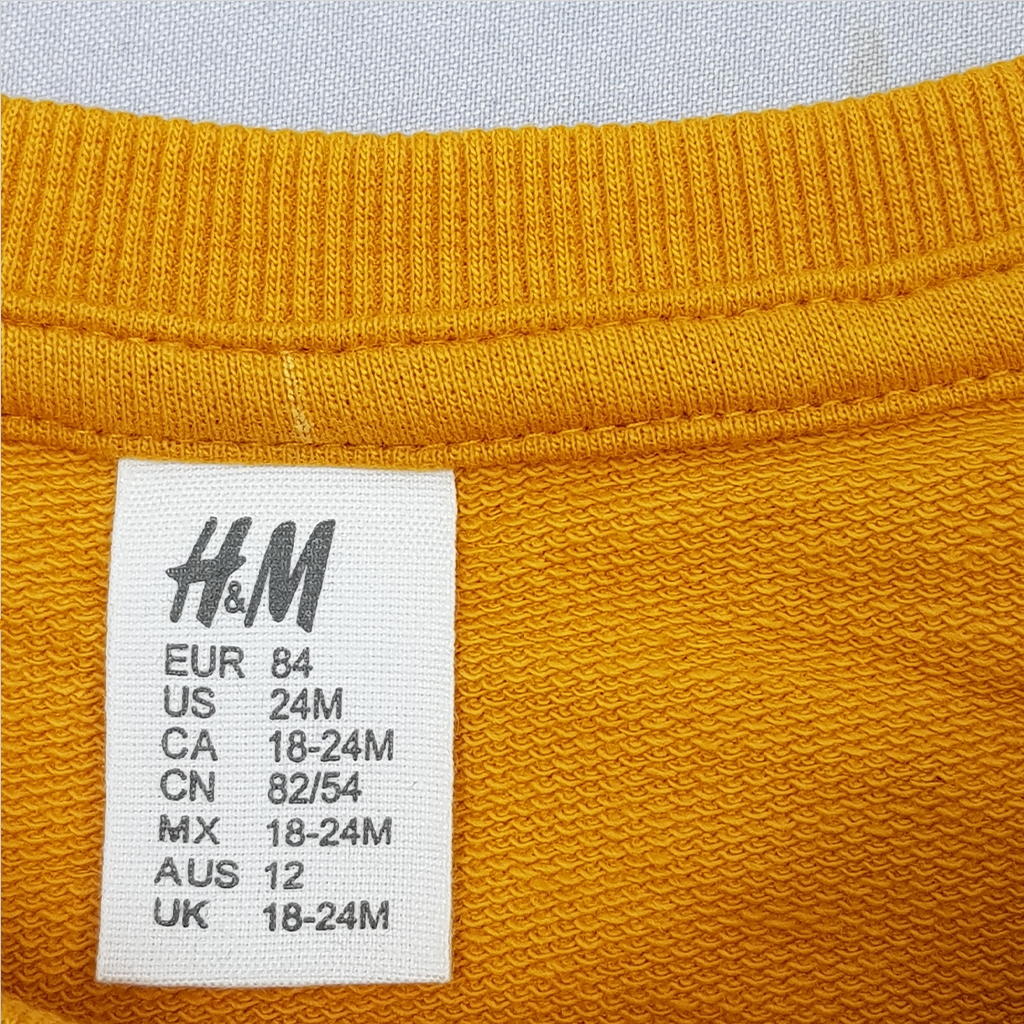 H&M
EUR 84
US 24M
CA 18-24M
CN 82/54
MX 18-24M
AUS 12
UK 18-24M